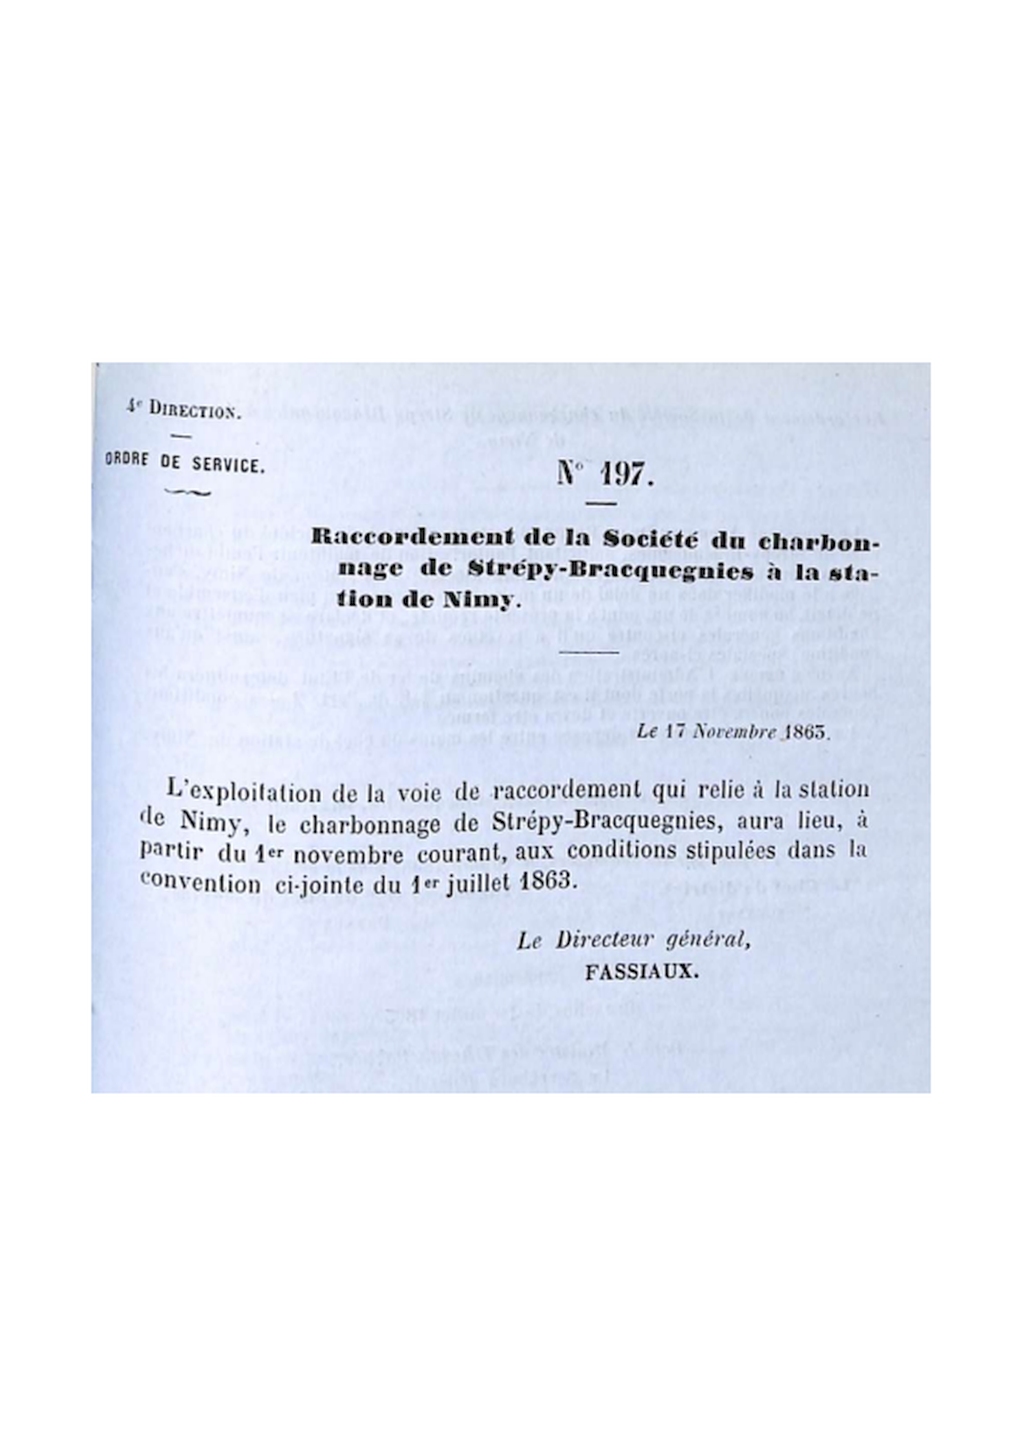 4e DIRECTION.
ORDRE DE SERVICE.
N° 197.
Raccordement de la Société du charbon-
nage de Strépy-Bracquegnies à la sta-
tion de Nimy.
Le 17 Novembre 1863.
L'exploitation de la voie de raccordement qui relie à la station
de Nimy, le charbonnage de Strépy-Bracquegnies, aura lieu, à
partir du 1er novembre courant, aux conditions stipulées dans la
convention ci-jointe du 1er juillet 1863.
Le Directeur général,
FASSIAUX.